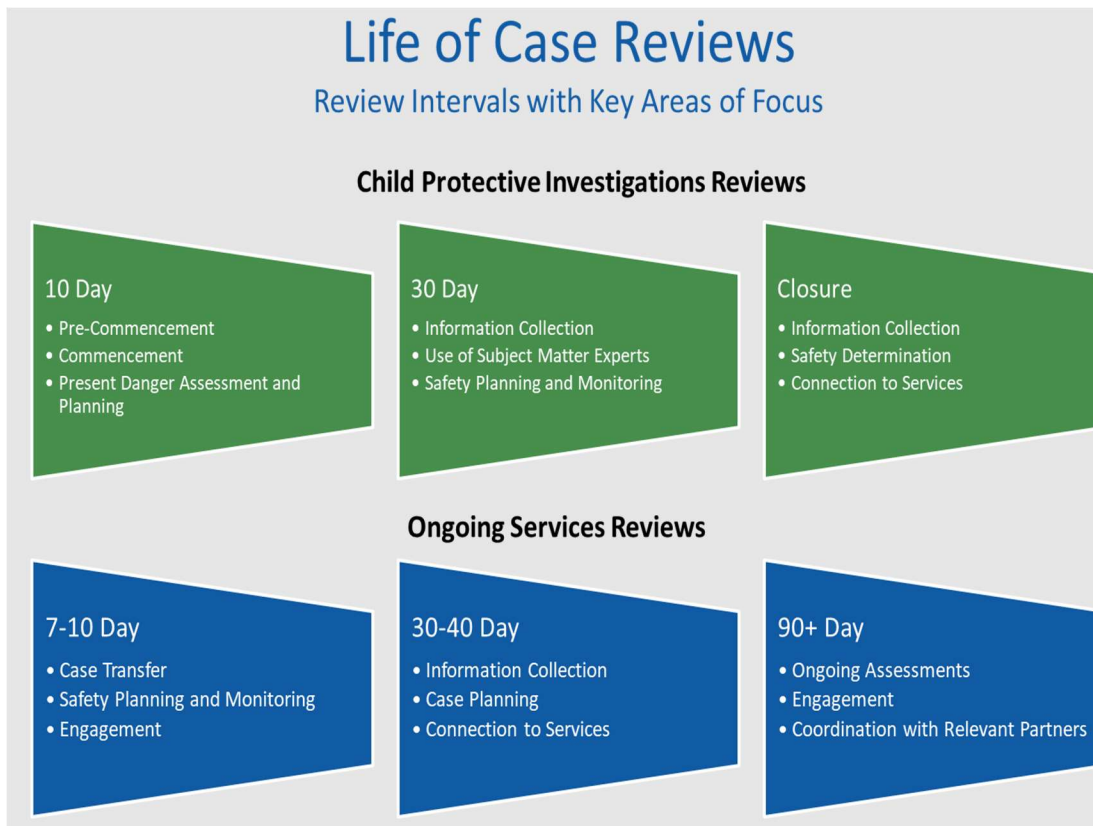 Life of Case Reviews
Review Intervals with Key Areas of Focus
Child Protective Investigations Reviews
10 Day
• Pre-Commencement
• Commencement
• Present Danger Assessment and
Planning
30 Day
• Information Collection
• Use of Subject Matter Experts
• Safety Planning and Monitoring
Closure
• Information Collection
• Safety Determination
• Connection to Services
Ongoing Services Reviews
7-10 Day
• Case Transfer
• Safety Planning and Monitoring
• Engagement
30-40 Day
• Information Collection
• Case Planning
• Connection to Services
90+ Day
• Ongoing Assessments
• Engagement
• Coordination with Relevant Partners